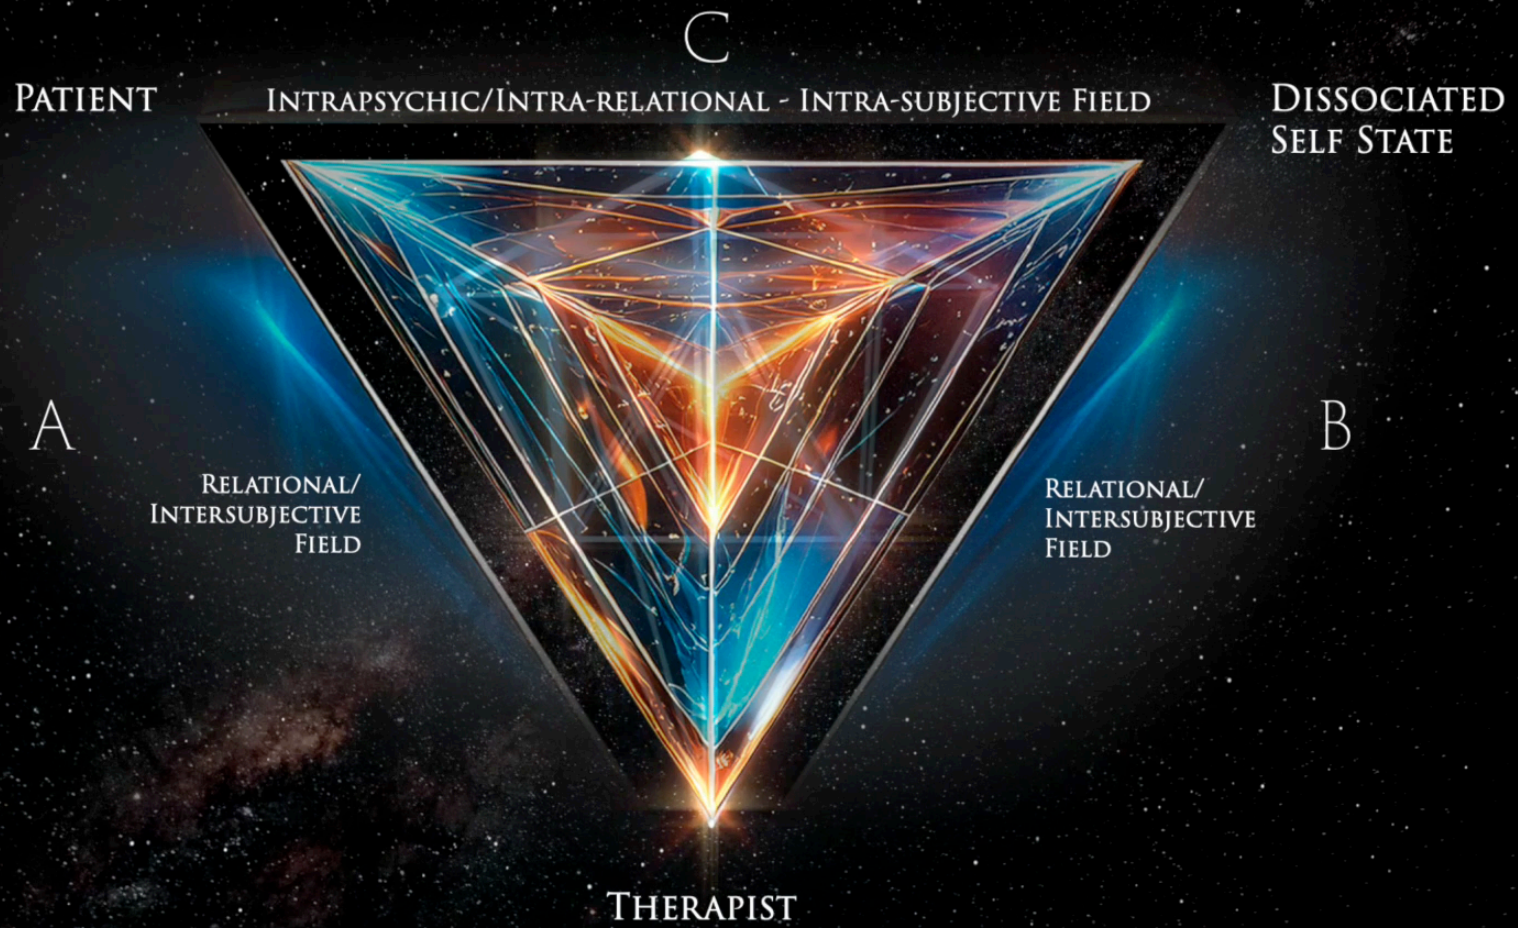 C
PATIENT
INTRAPSYCHIC/INTRA-RELATIONAL - INTRA-SUBJECTIVE FIELD
DISSOCIATED
SELF STATE
A
B
RELATIONAL/
INTERSUBJECTIVE
FIELD
RELATIONAL/
INTERSUBJECTIVE
FIELD
THERAPIST